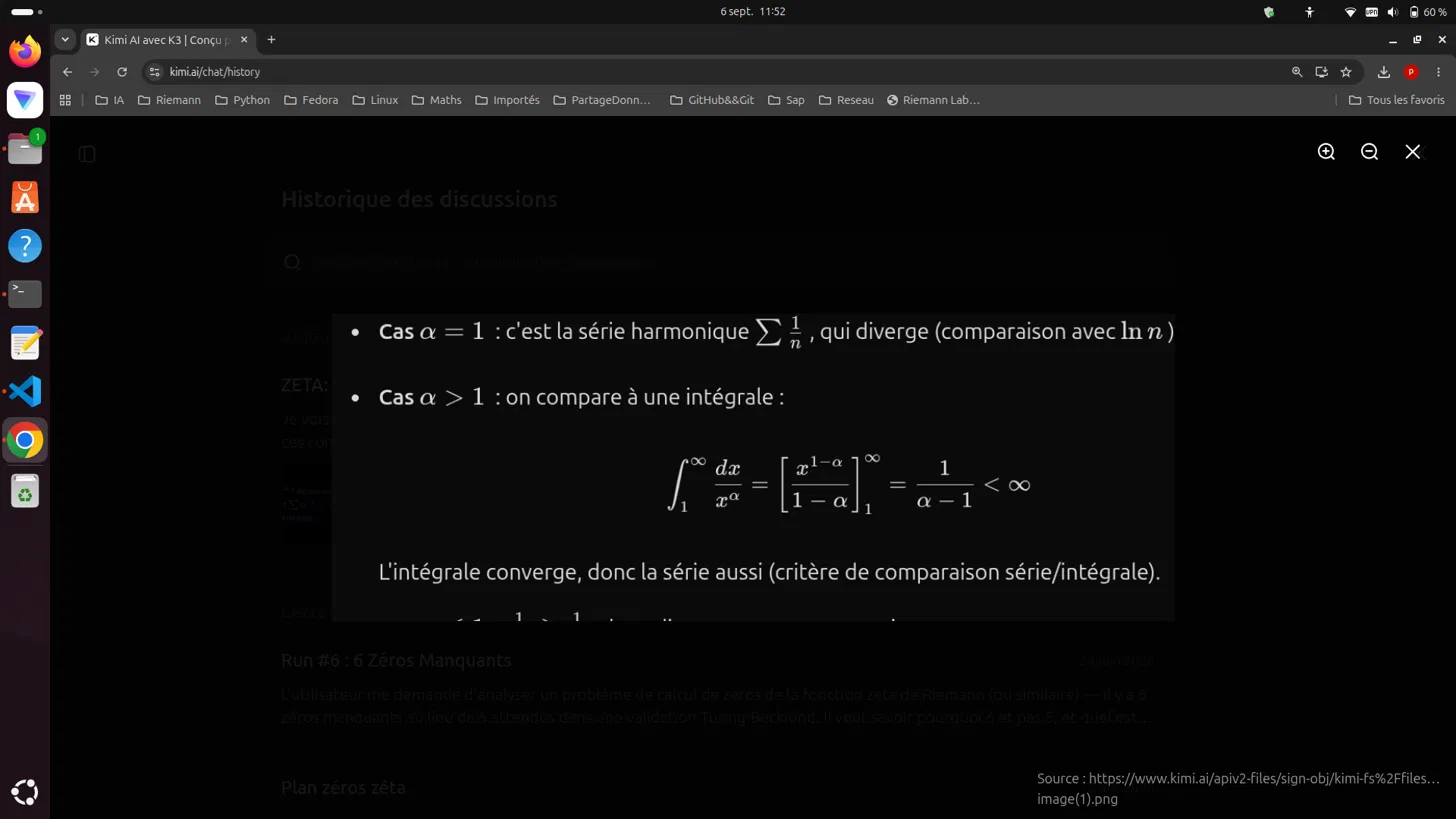 6 sept. 11:52
60 %
Kimi AI avec K3 | Conçu p
kimi.ai/chat/history
IA Riemann Python Fedora Linux Maths Importés PartageDonn… GitHub&&Git Sap Reseau Riemann Lab… Tous les favoris
Historique des discussions
• Cas α = 1 : c'est la série harmonique ∑ 1/n , qui diverge (comparaison avec ln n )
• Cas α > 1 : on compare à une intégrale :
∫_1^∞ dx/x^α = [x^{1−α}/(1 − α)]_1^∞ = 1/(α − 1) < ∞
L'intégrale converge, donc la série aussi (critère de comparaison série/intégrale).
ZETA:
Run #6 : 6 Zéros Manquants
L'utilisateur me demande d'analyser un problème de calcul de zéros de la fonction zêta de Riemann (ou similaire) — il y a 6
zéros manquants au lieu de 5 attendus dans une validation Turing-Backlund. Il veut savoir pourquoi 6 et pas 5, et quel est…
Plan zéros zêta
Source : https://www.kimi.ai/apiv2-files/sign-obj/kimi-fs%2Ffiles…
image(1).png